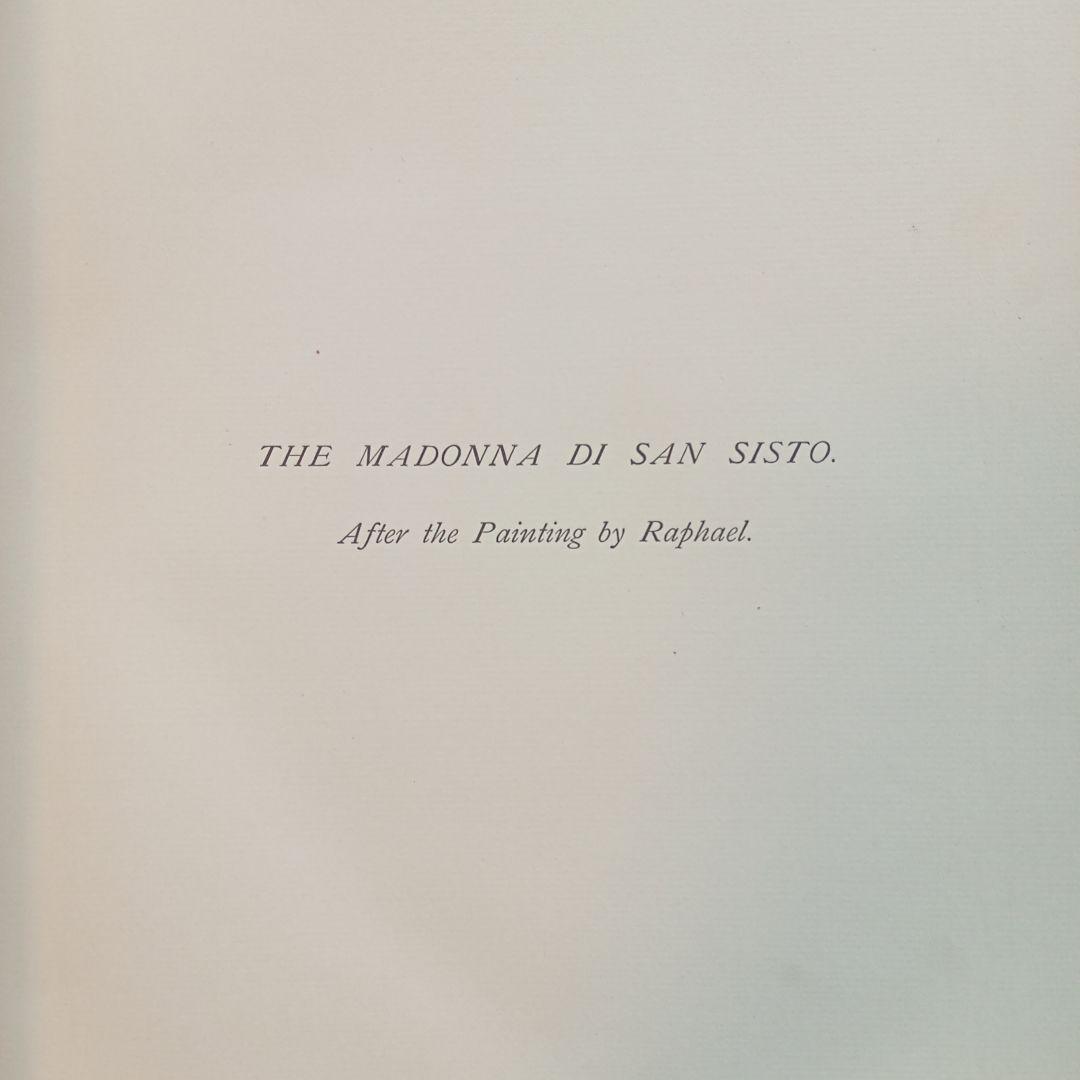 THE MADONNA DI SAN SISTO.
After the Painting by Raphael.